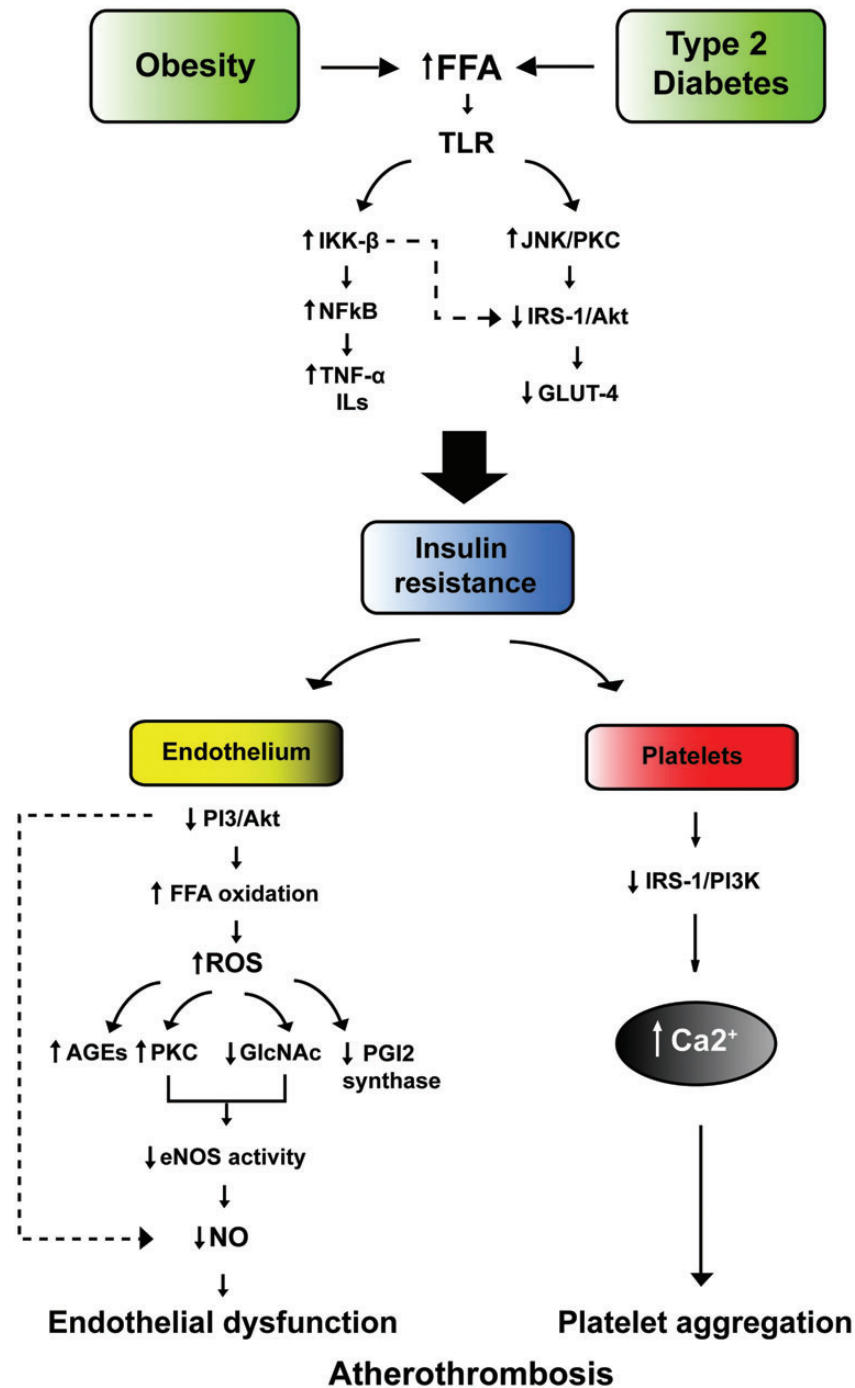 Obesity
↑FFA
Type 2
Diabetes
TLR
↑IKK-β
↑JNK/PKC
↑NFkB
↓IRS-1/Akt
↑TNF-α
ILs
↓GLUT-4
Insulin
resistance
Endothelium
Platelets
↓PI3/Akt
↓IRS-1/PI3K
↑FFA oxidation
↑ROS
↑Ca2+
↑AGEs
↑PKC
↓GlcNAc
↓PGI2
synthase
↓eNOS activity
↓NO
Endothelial dysfunction
Platelet aggregation
Atherothrombosis